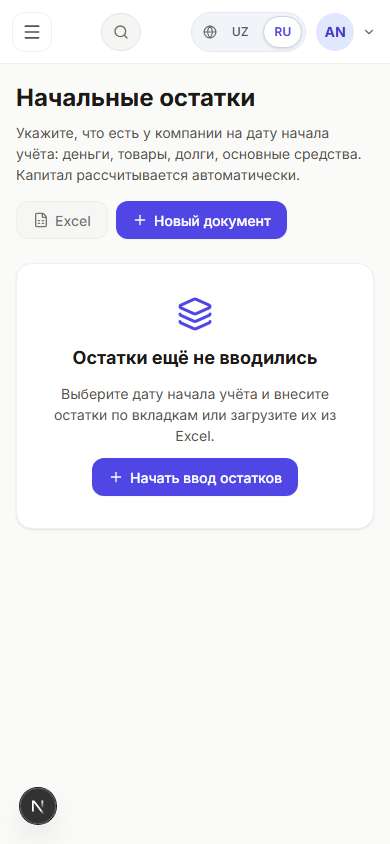 UZ
RU
AN
Начальные остатки
Укажите, что есть у компании на дату начала
учёта: деньги, товары, долги, основные средства.
Капитал рассчитывается автоматически.
Excel
Новый документ
Остатки ещё не вводились
Выберите дату начала учёта и внесите
остатки по вкладкам или загрузите их из
Excel.
Начать ввод остатков
N